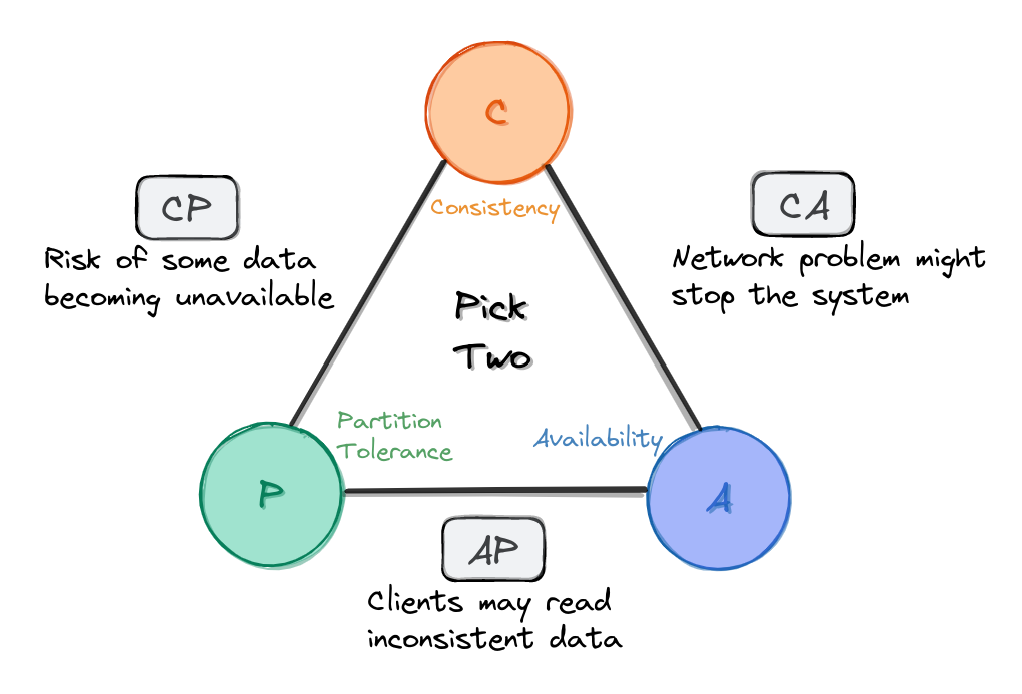 C
Consistency
CP
Risk of some data
becoming unavailable
CA
Network problem might
stop the system
Pick
Two
Partition
Tolerance
Availability
P
A
AP
Clients may read
inconsistent data